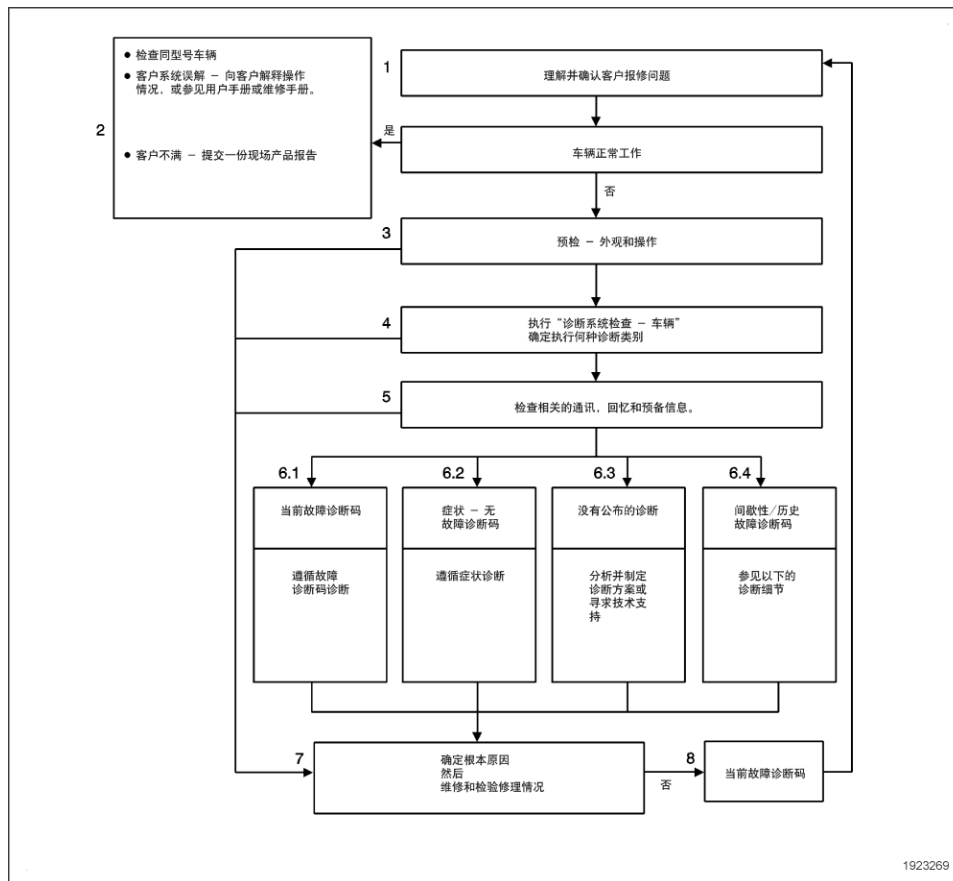 1
理解并确认客户报修问题
2
● 检查同型号车辆
● 客户系统误解 – 向客户解释操作
情况，或参见用户手册或维修手册。
● 客户不满 – 提交一份现场产品报告
是
车辆正常工作
否
3
预检 – 外观和操作
4
执行“诊断系统检查 – 车辆”
确定执行何种诊断类别
5
检查相关的通讯，回忆和预备信息。
6.1
当前故障诊断码
遵循故障
诊断码诊断
6.2
症状 – 无
故障诊断码
遵循症状诊断
6.3
没有公布的诊断
分析并制定
诊断方案或
寻求技术支
持
6.4
间歇性/历史
故障诊断码
参见以下的
诊断细节
7
确定根本原因
然后
维修和检验修理情况
否
8
当前故障诊断码
1923269